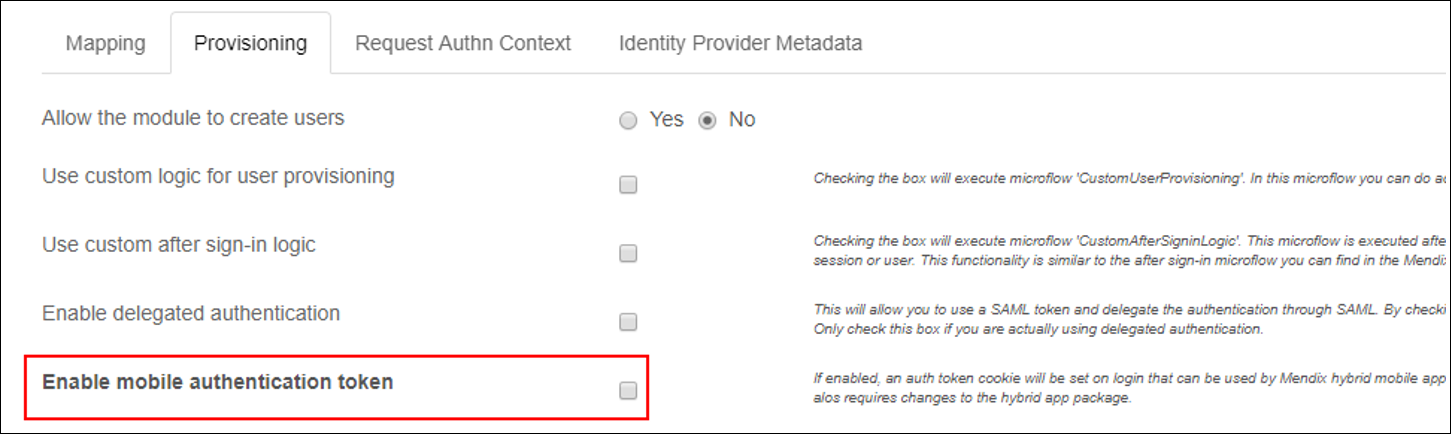 Mapping Provisioning Request Authn Context Identity Provider Metadata
Allow the module to create users Yes No
Use custom logic for user provisioning Checking the box will execute microflow 'CustomUserProvisioning'. In this microflow you can do
Use custom after sign-in logic Checking the box will execute microflow 'CustomAfterSigninLogic'. This microflow is executed afte
session or user. This functionality is similar to the after sign-in microflow you can find in the Mendix
Enable delegated authentication This will allow you to use a SAML token and delegate the authentication through SAML. By checki
Only check this box if you are actually using delegated authentication.
Enable mobile authentication token If enabled, an auth token cookie will be set on login that can be used by Mendix hybrid mobile app
alos requires changes to the hybrid app package.